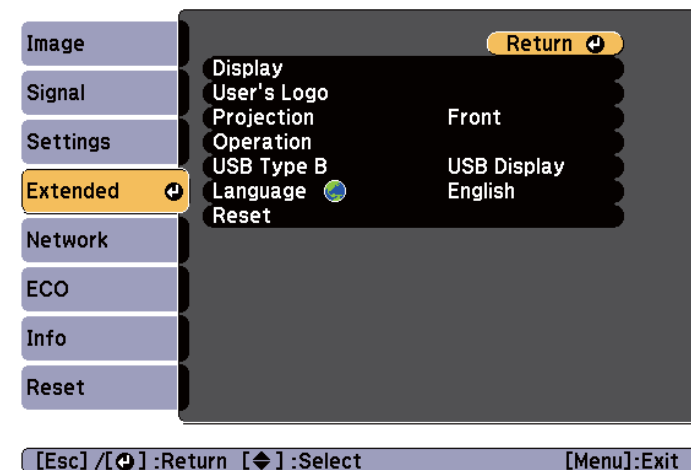 Image
Signal
Settings
Extended
Network
ECO
Info
Reset
Return
Display
User's Logo
Projection Front
Operation
USB Type B USB Display
Language English
Reset
[Esc] /[ ] :Return [ ] :Select [Menu]:Exit